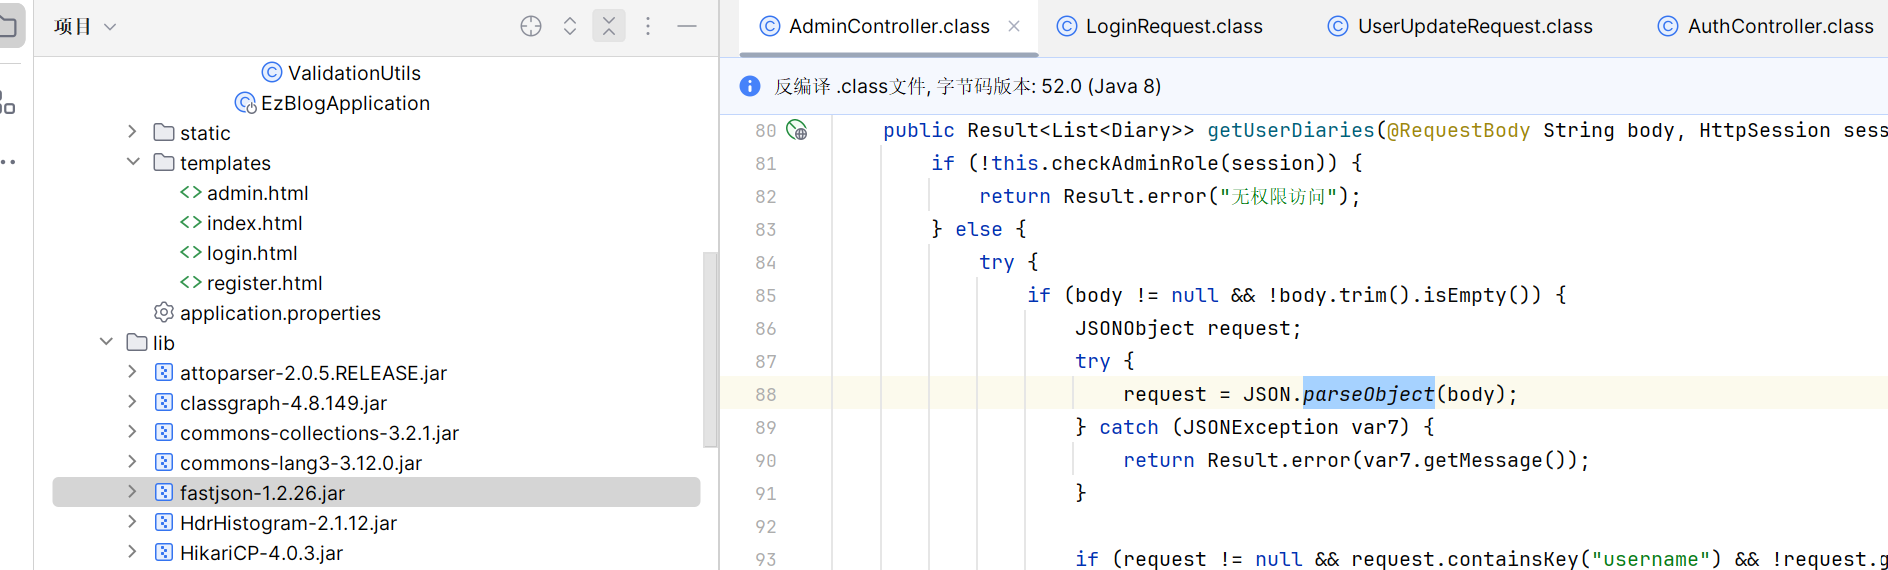 项目
ValidationUtils
EzBlogApplication
static
templates
admin.html
index.html
login.html
register.html
application.properties
lib
attoparser-2.0.5.RELEASE.jar
classgraph-4.8.149.jar
commons-collections-3.2.1.jar
commons-lang3-3.12.0.jar
fastjson-1.2.26.jar
HdrHistogram-2.1.12.jar
HikariCP-4.0.3.jar
AdminController.class LoginRequest.class UserUpdateRequest.class AuthController.class
反编译 .class文件, 字节码版本: 52.0 (Java 8)
80 public Result<List<Diary>> getUserDiaries(@RequestBody String body, HttpSession sess
81 if (!this.checkAdminRole(session)) {
82 return Result.error("无权限访问");
83 } else {
84 try {
85 if (body != null && !body.trim().isEmpty()) {
86 JSONObject request;
87 try {
88 request = JSON.parseObject(body);
89 } catch (JSONException var7) {
90 return Result.error(var7.getMessage());
91 }
92
93 if (request != null && request.containsKey("username") && !request.g